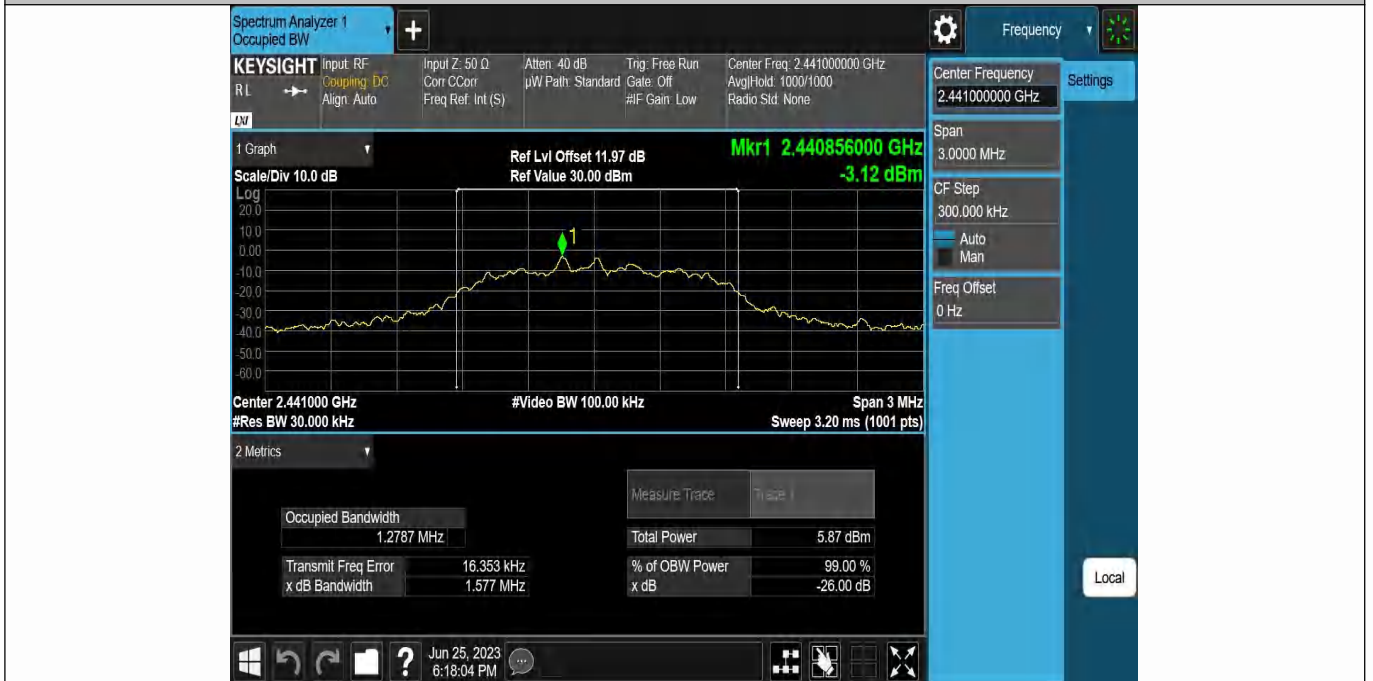 Spectrum Analyzer 1
Occupied BW
+
Frequency
KEYSIGHT
RL
LXI
Input: RF
Coupling: DC
Align: Auto
Input Z: 50 Ω
Corr CCorr
Freq Ref: Int (S)
Atten: 40 dB
µW Path: Standard
Trig: Free Run
Gate: Off
#IF Gain: Low
Center Freq: 2.441000000 GHz
Avg|Hold: 1000/1000
Radio Std: None
Center Frequency
2.441000000 GHz
Settings
Span
3.0000 MHz
CF Step
300.000 kHz
Auto
Man
Freq Offset
0 Hz
Local
1 Graph
Scale/Div 10.0 dB
Ref Lvl Offset 11.97 dB
Ref Value 30.00 dBm
Mkr1 2.440856000 GHz
-3.12 dBm
Log
20.0
10.0
0.00
-10.0
-20.0
-30.0
-40.0
-50.0
-60.0
1
Center 2.441000 GHz
#Res BW 30.000 kHz
#Video BW 100.00 kHz
Span 3 MHz
Sweep 3.20 ms (1001 pts)
2 Metrics
Measure Trace
Trace 1
Occupied Bandwidth
1.2787 MHz
Total Power
5.87 dBm
Transmit Freq Error
16.353 kHz
% of OBW Power
99.00 %
x dB Bandwidth
1.577 MHz
x dB
-26.00 dB
?
Jun 25, 2023
6:18:04 PM